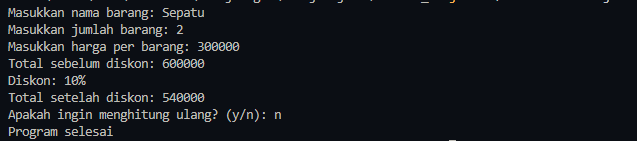 Masukkan nama barang: Sepatu
Masukkan jumlah barang: 2
Masukkan harga per barang: 300000
Total sebelum diskon: 600000
Diskon: 10%
Total setelah diskon: 540000
Apakah ingin menghitung ulang? (y/n): n
Program selesai